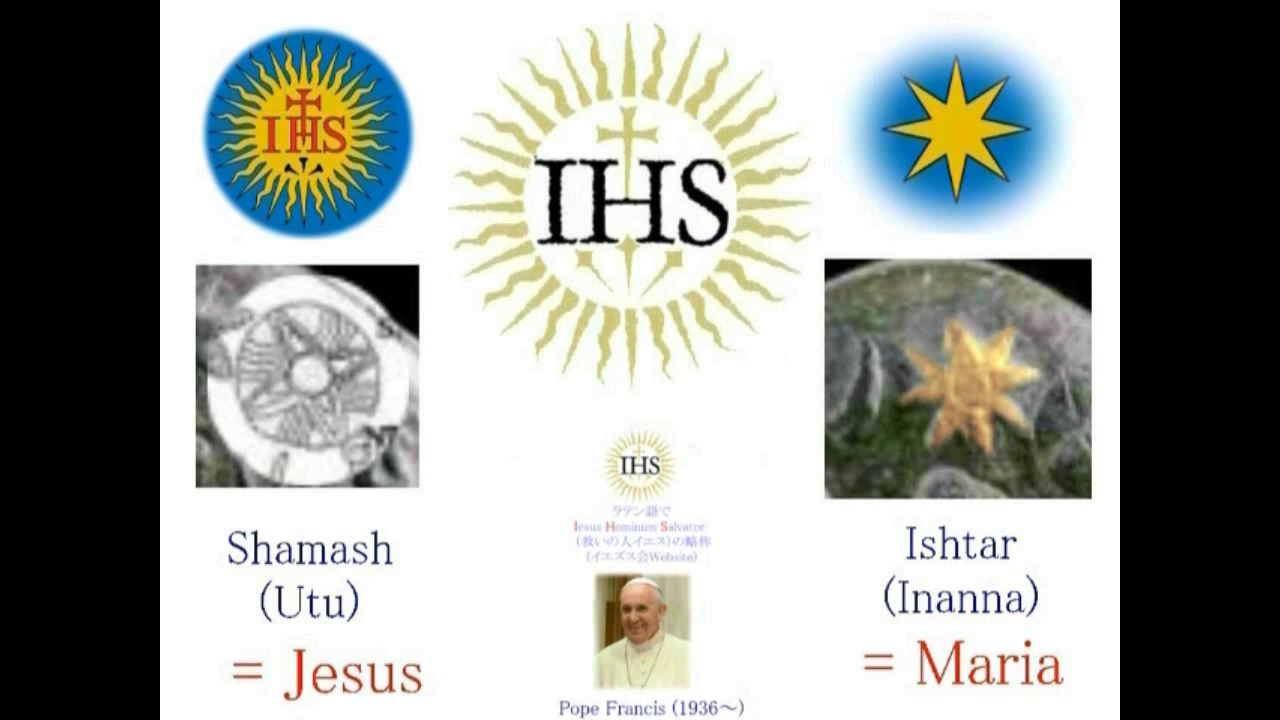 IHS
IHS
IHS
ラテン語で
Iesus Hominum Salvator
(救いの人イエス)の略称
(イエズス会Website)
Shamash
(Utu)
= Jesus
Pope Francis (1936〜)
Ishtar
(Inanna)
= Maria